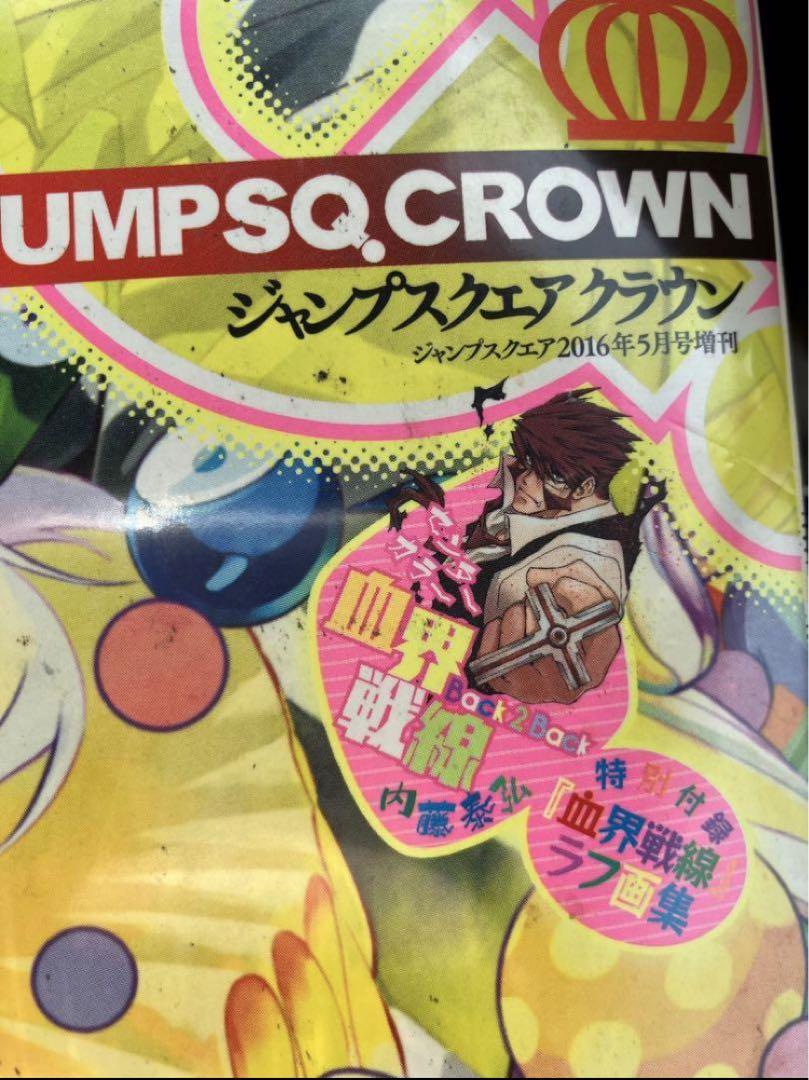 UMP SQ. CROWN
ジャンプスクエア クラウン
ジャンプスクエア2016年5月号増刊
センター
カラー
血界
戦線
Back 2 Back
内藤泰弘
特別付録
『血界戦線』
ラフ画集